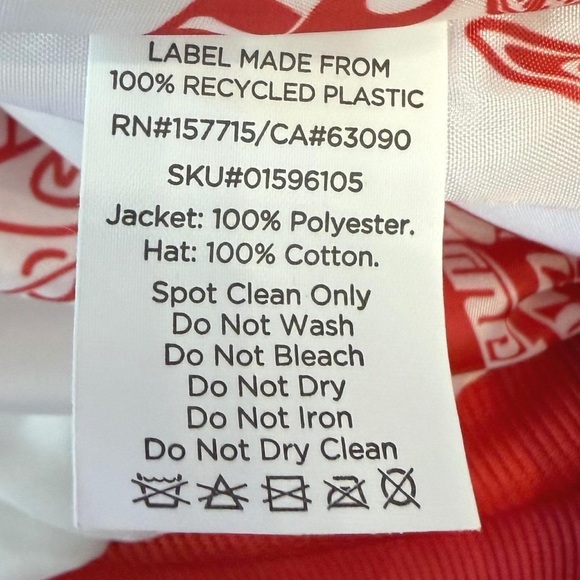 LABEL MADE FROM
100% RECYCLED PLASTIC
RN#157715/CA#63090
SKU#01596105
Jacket: 100% Polyester.
Hat: 100% Cotton.
Spot Clean Only
Do Not Wash
Do Not Bleach
Do Not Dry
Do Not Iron
Do Not Dry Clean